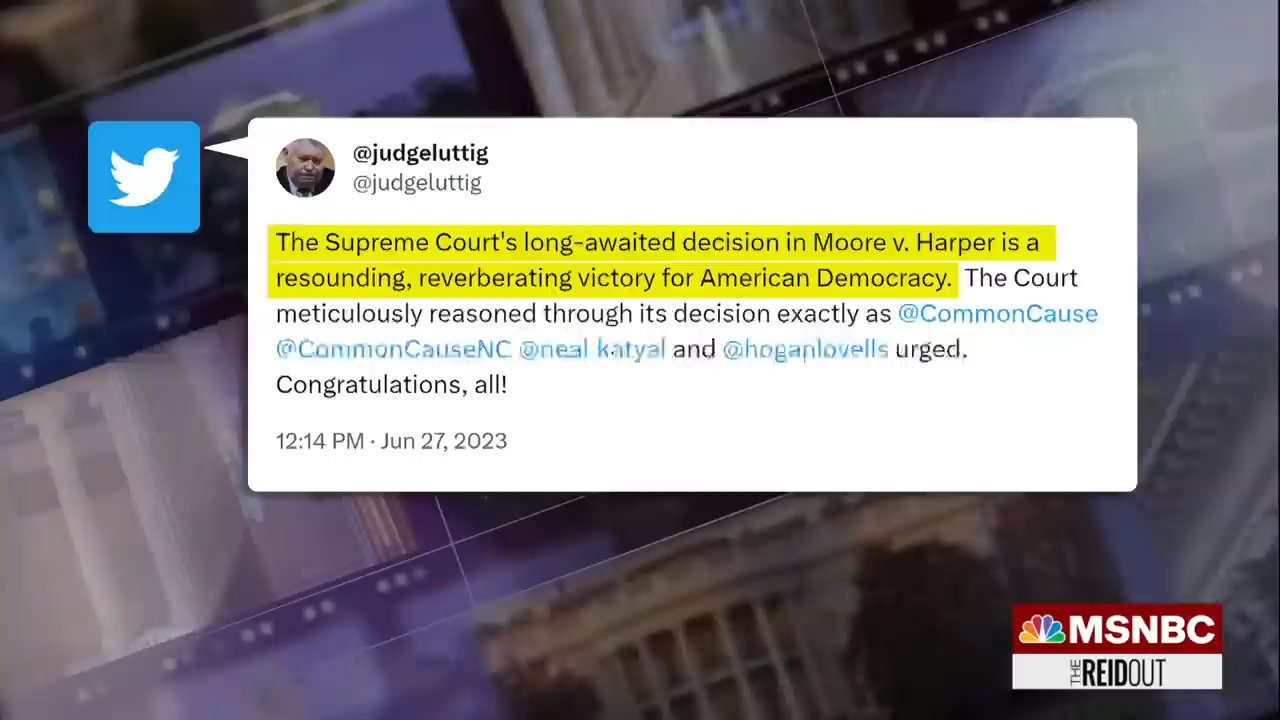 @judgeluttig
@judgeluttig
The Supreme Court's long-awaited decision in Moore v. Harper is a
resounding, reverberating victory for American Democracy. The Court
meticulously reasoned through its decision exactly as @CommonCause
@CommonCauseNC @neal katyal and @hoganlovells urged.
Congratulations, all!
12:14 PM · Jun 27, 2023
MSNBC
THE REIDOUT